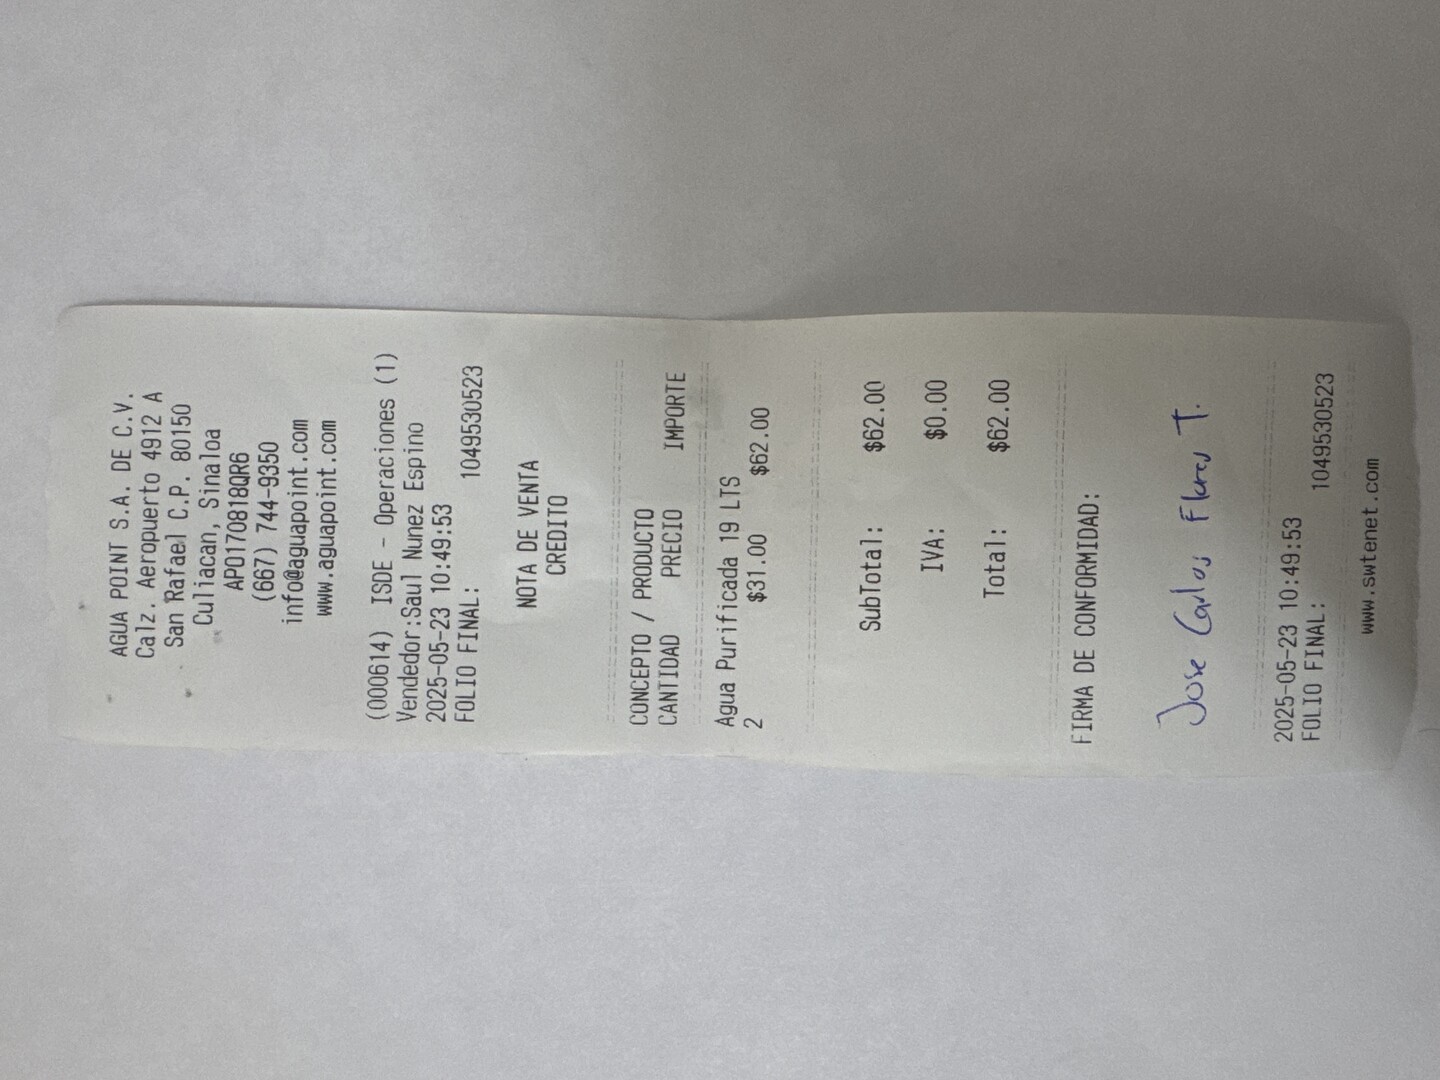 AGUA POINT S.A. DE C.V.
Calz. Aeropuerto 4912 A
San Rafael C.P. 80150
Culiacan, Sinaloa
APO170818QR6
(667) 744-9350
info@aguapoint.com
www.aguapoint.com
(000614) ISDE - Operaciones (1)
Vendedor:Saul Nunez Espino
2025-05-23 10:49:53
FOLIO FINAL: 1049530523
NOTA DE VENTA
CREDITO
CONCEPTO / PRODUCTO
CANTIDAD PRECIO IMPORTE
Agua Purificada 19 LTS
2 $31.00 $62.00
SubTotal: $62.00
IVA: $0.00
Total: $62.00
FIRMA DE CONFORMIDAD:
Jose Carlos Flores T.
2025-05-23 10:49:53
FOLIO FINAL: 1049530523
www.swtenet.com